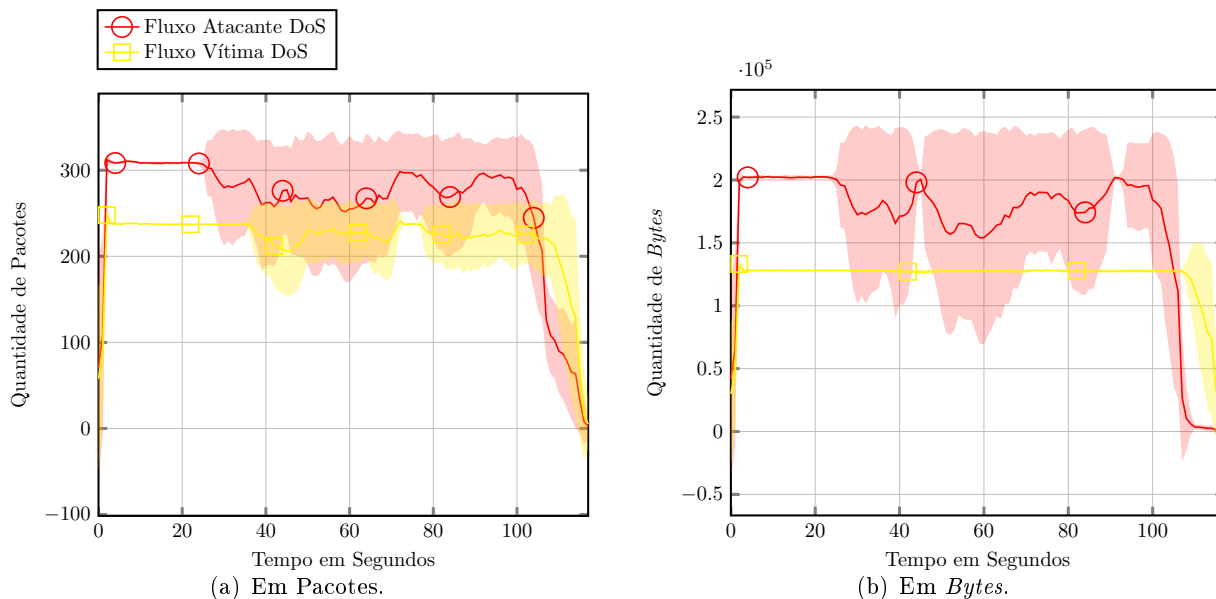 Fluxo Atacante DoS
Fluxo Vítima DoS
Quantidade de Pacotes
300
200
100
0
−100
0 20 40 60 80 100
Tempo em Segundos
(a) Em Pacotes.
·10⁵
Quantidade de Bytes
2.5
2
1.5
1
0.5
0
−0.5
0 20 40 60 80 100
Tempo em Segundos
(b) Em Bytes.